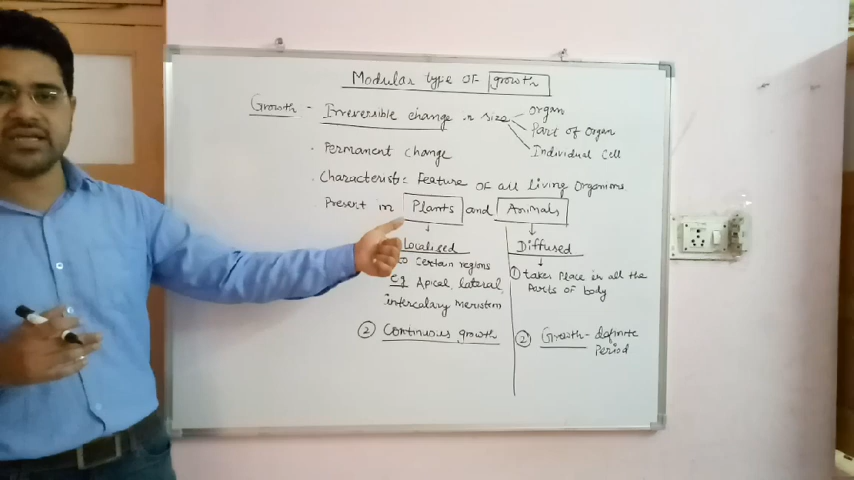 Modular type of growth
Growth - Irreversible change in size
organ
Part of organ
Individual Cell
Permanent change
Characteristic Feature of all living Organisms
Present in Plants and Animals
Localised
Diffused
to certain regions
eg Apical, lateral,
intercalary meristem
① takes place in all the
Parts of body
② Continuous growth
② Growth - definite
Period